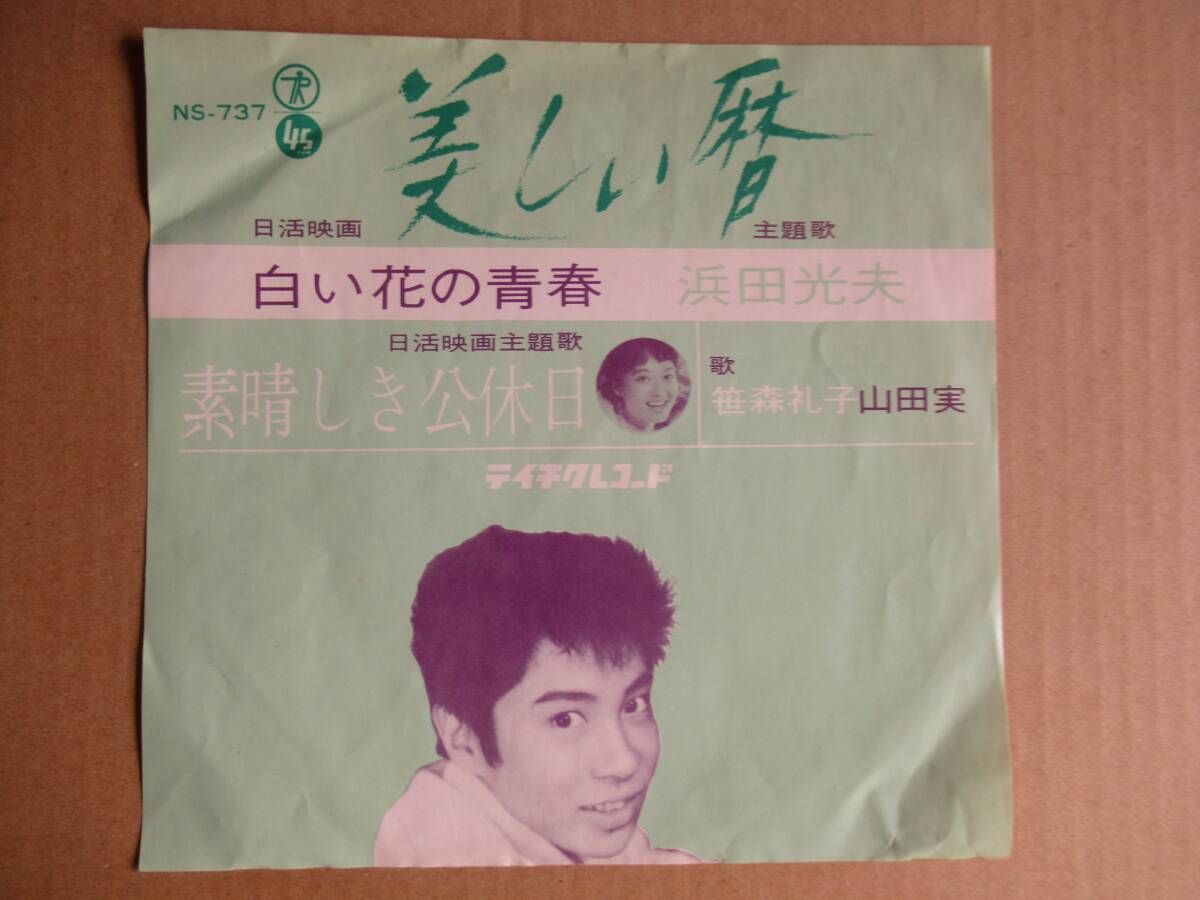 NS-737
45
美しい暦
日活映画 主題歌
白い花の青春 浜田光夫
日活映画主題歌
素晴しき公休日
歌
笹森礼子山田実
テイチクレコード